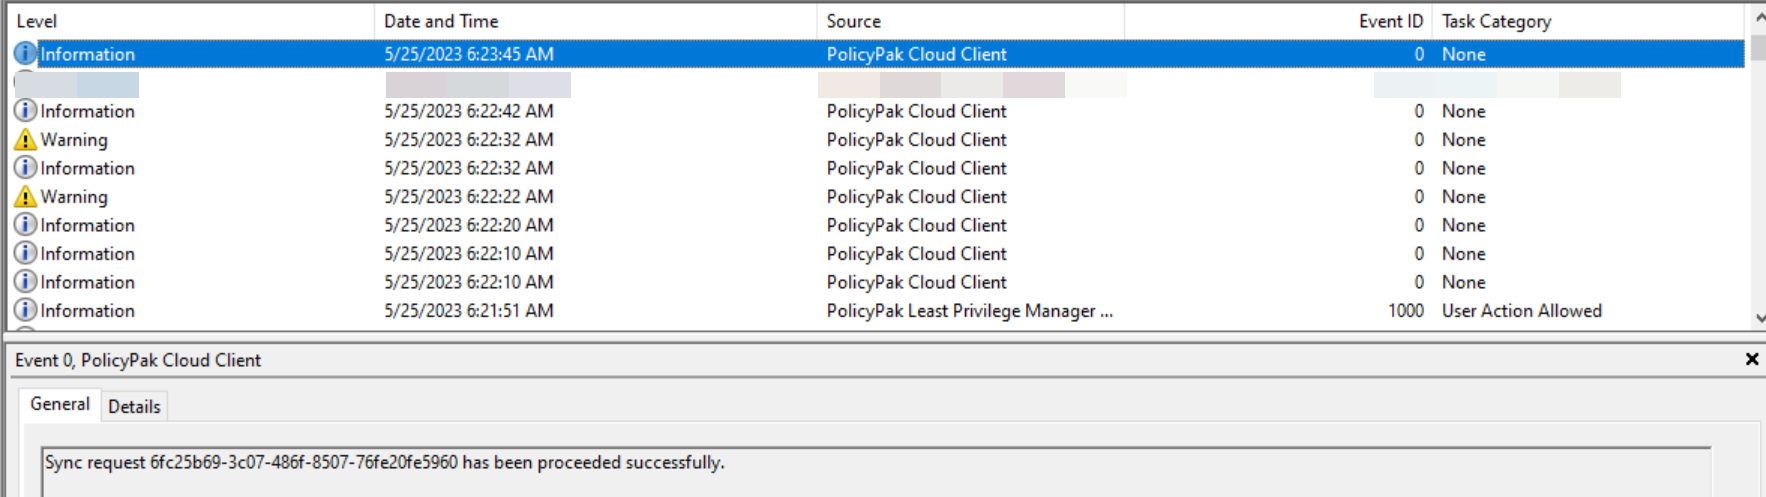 Level Date and Time Source Event ID Task Category
Information 5/25/2023 6:23:45 AM PolicyPak Cloud Client 0 None
Information 5/25/2023 6:22:42 AM PolicyPak Cloud Client 0 None
Warning 5/25/2023 6:22:32 AM PolicyPak Cloud Client 0 None
Information 5/25/2023 6:22:32 AM PolicyPak Cloud Client 0 None
Warning 5/25/2023 6:22:22 AM PolicyPak Cloud Client 0 None
Information 5/25/2023 6:22:20 AM PolicyPak Cloud Client 0 None
Information 5/25/2023 6:22:10 AM PolicyPak Cloud Client 0 None
Information 5/25/2023 6:22:10 AM PolicyPak Cloud Client 0 None
Information 5/25/2023 6:21:51 AM PolicyPak Least Privilege Manager ... 1000 User Action Allowed
Event 0, PolicyPak Cloud Client
General Details
Sync request 6fc25b69-3c07-486f-8507-76fe20fe5960 has been proceeded successfully.